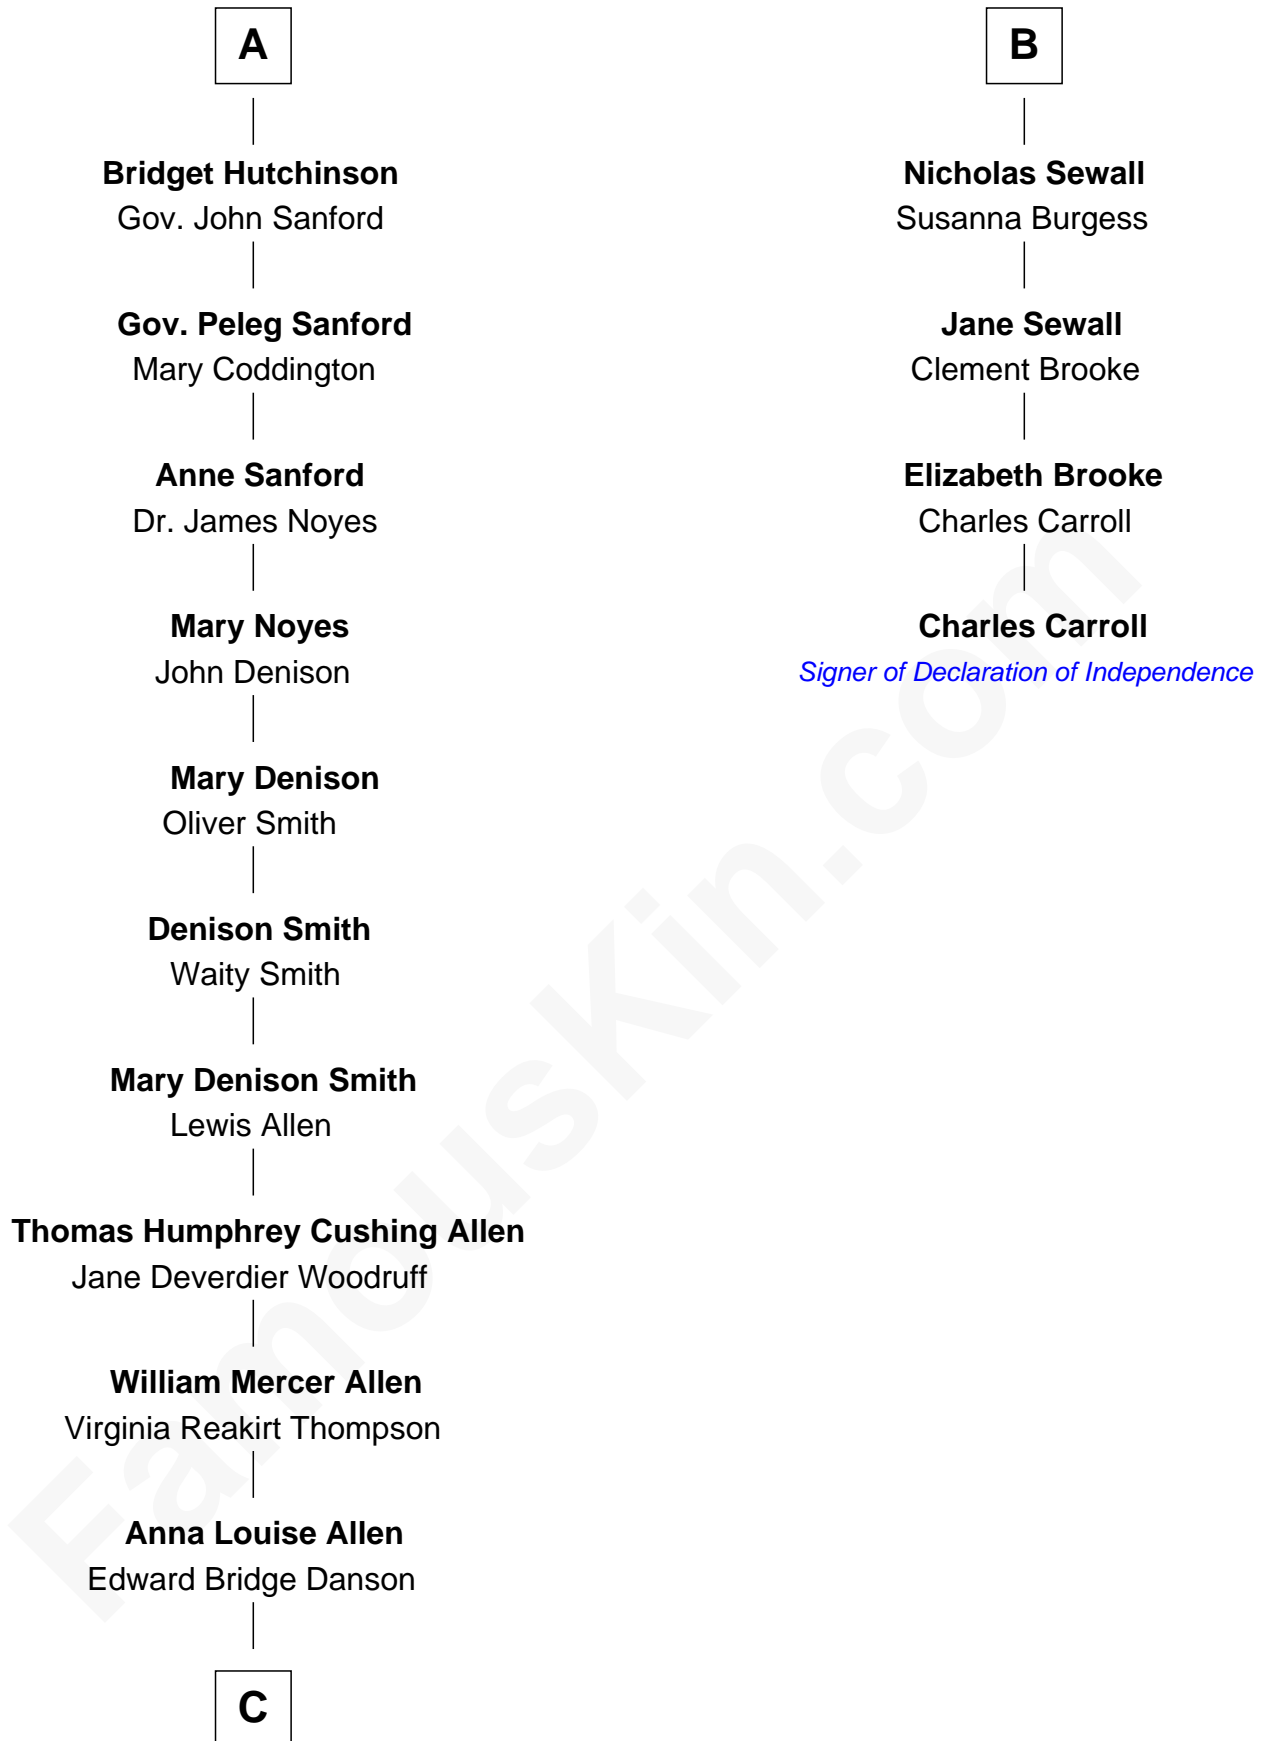 A
Bridget Hutchinson
Gov. John Sanford
Gov. Peleg Sanford
Mary Coddington
Anne Sanford
Dr. James Noyes
Mary Noyes
John Denison
Mary Denison
Oliver Smith
Denison Smith
Waity Smith
Mary Denison Smith
Lewis Allen
Thomas Humphrey Cushing Allen
Jane Deverdier Woodruff
William Mercer Allen
Virginia Reakirt Thompson
Anna Louise Allen
Edward Bridge Danson
C
B
Nicholas Sewall
Susanna Burgess
Jane Sewall
Clement Brooke
Elizabeth Brooke
Charles Carroll
Charles Carroll
Signer of Declaration of Independence
FamousKin.com